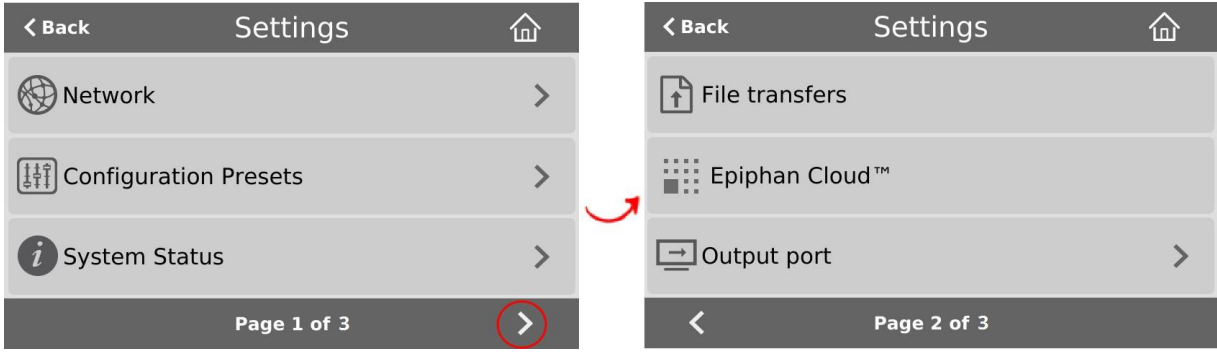 Back Settings
Network
Configuration Presets
i System Status
Page 1 of 3
Back Settings
File transfers
Epiphan Cloud™
Output port
Page 2 of 3